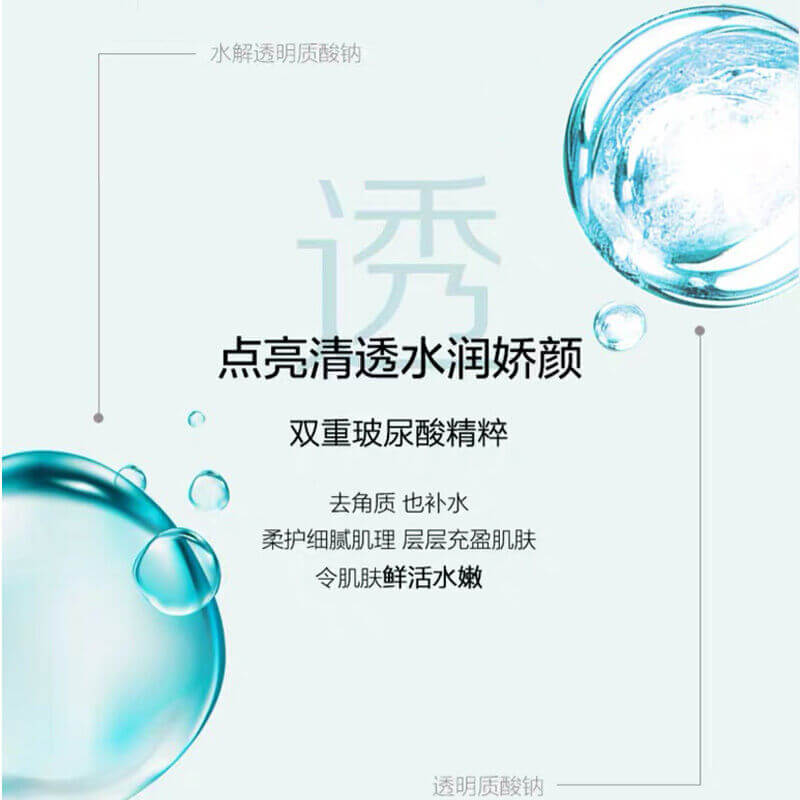 水解透明质酸钠
透
点亮清透水润娇颜
双重玻尿酸精粹
去角质 也补水
柔护细腻肌理 层层充盈肌肤
令肌肤鲜活水嫩
透明质酸钠